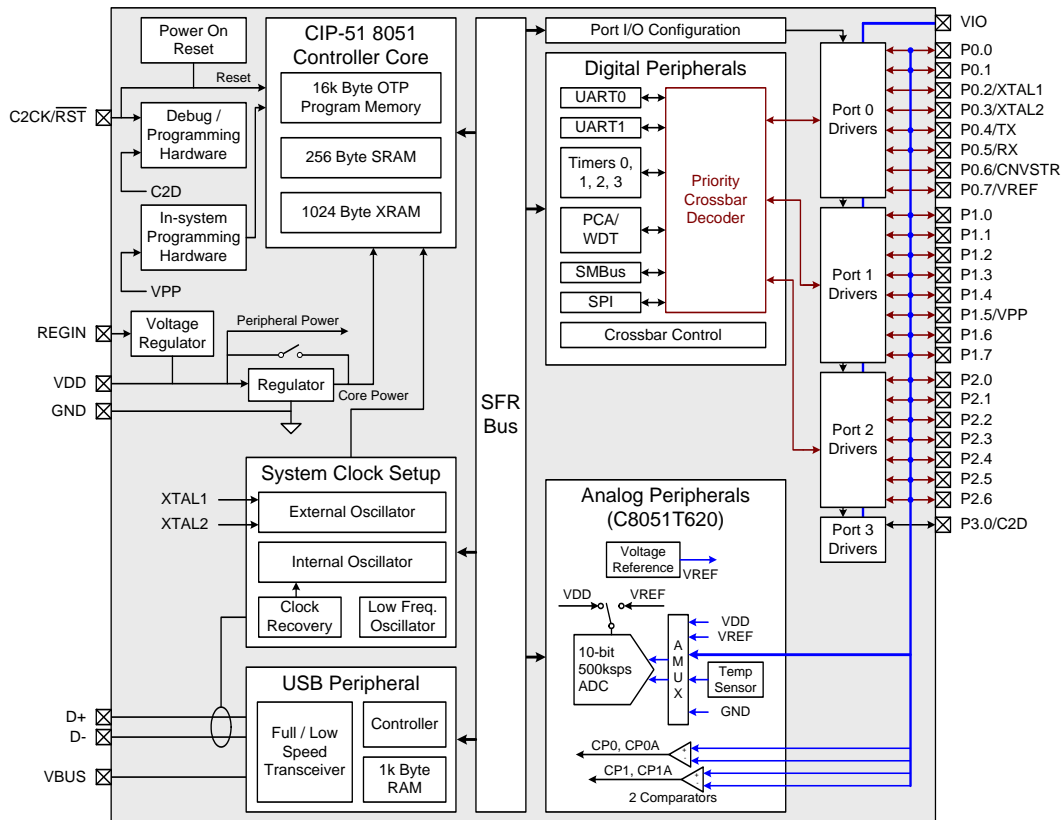 Power On
Reset
Reset
C2CK/RST
Debug /
Programming
Hardware
C2D
In-system
Programming
Hardware
VPP
CIP-51 8051
Controller Core
16k Byte OTP
Program Memory
256 Byte SRAM
1024 Byte XRAM
REGIN
Voltage
Regulator
Peripheral Power
VDD
Regulator
Core Power
GND
System Clock Setup
XTAL1
XTAL2
External Oscillator
Internal Oscillator
Clock
Recovery
Low Freq.
Oscillator
USB Peripheral
D+
D-
VBUS
Full / Low
Speed
Transceiver
Controller
1k Byte
RAM
SFR
Bus
Port I/O Configuration
Digital Peripherals
UART0
UART1
Timers 0,
1, 2, 3
PCA/
WDT
SMBus
SPI
Priority
Crossbar
Decoder
Crossbar Control
Analog Peripherals
(C8051T620)
Voltage
Reference
VREF
VDD
VREF
10-bit
500ksps
ADC
A
M
U
X
VDD
VREF
Temp
Sensor
GND
CP0, CP0A
+
-
CP1, CP1A
+
-
2 Comparators
Port 0
Drivers
Port 1
Drivers
Port 2
Drivers
Port 3
Drivers
VIO
P0.0
P0.1
P0.2/XTAL1
P0.3/XTAL2
P0.4/TX
P0.5/RX
P0.6/CNVSTR
P0.7/VREF
P1.0
P1.1
P1.2
P1.3
P1.4
P1.5/VPP
P1.6
P1.7
P2.0
P2.1
P2.2
P2.3
P2.4
P2.5
P2.6
P3.0/C2D